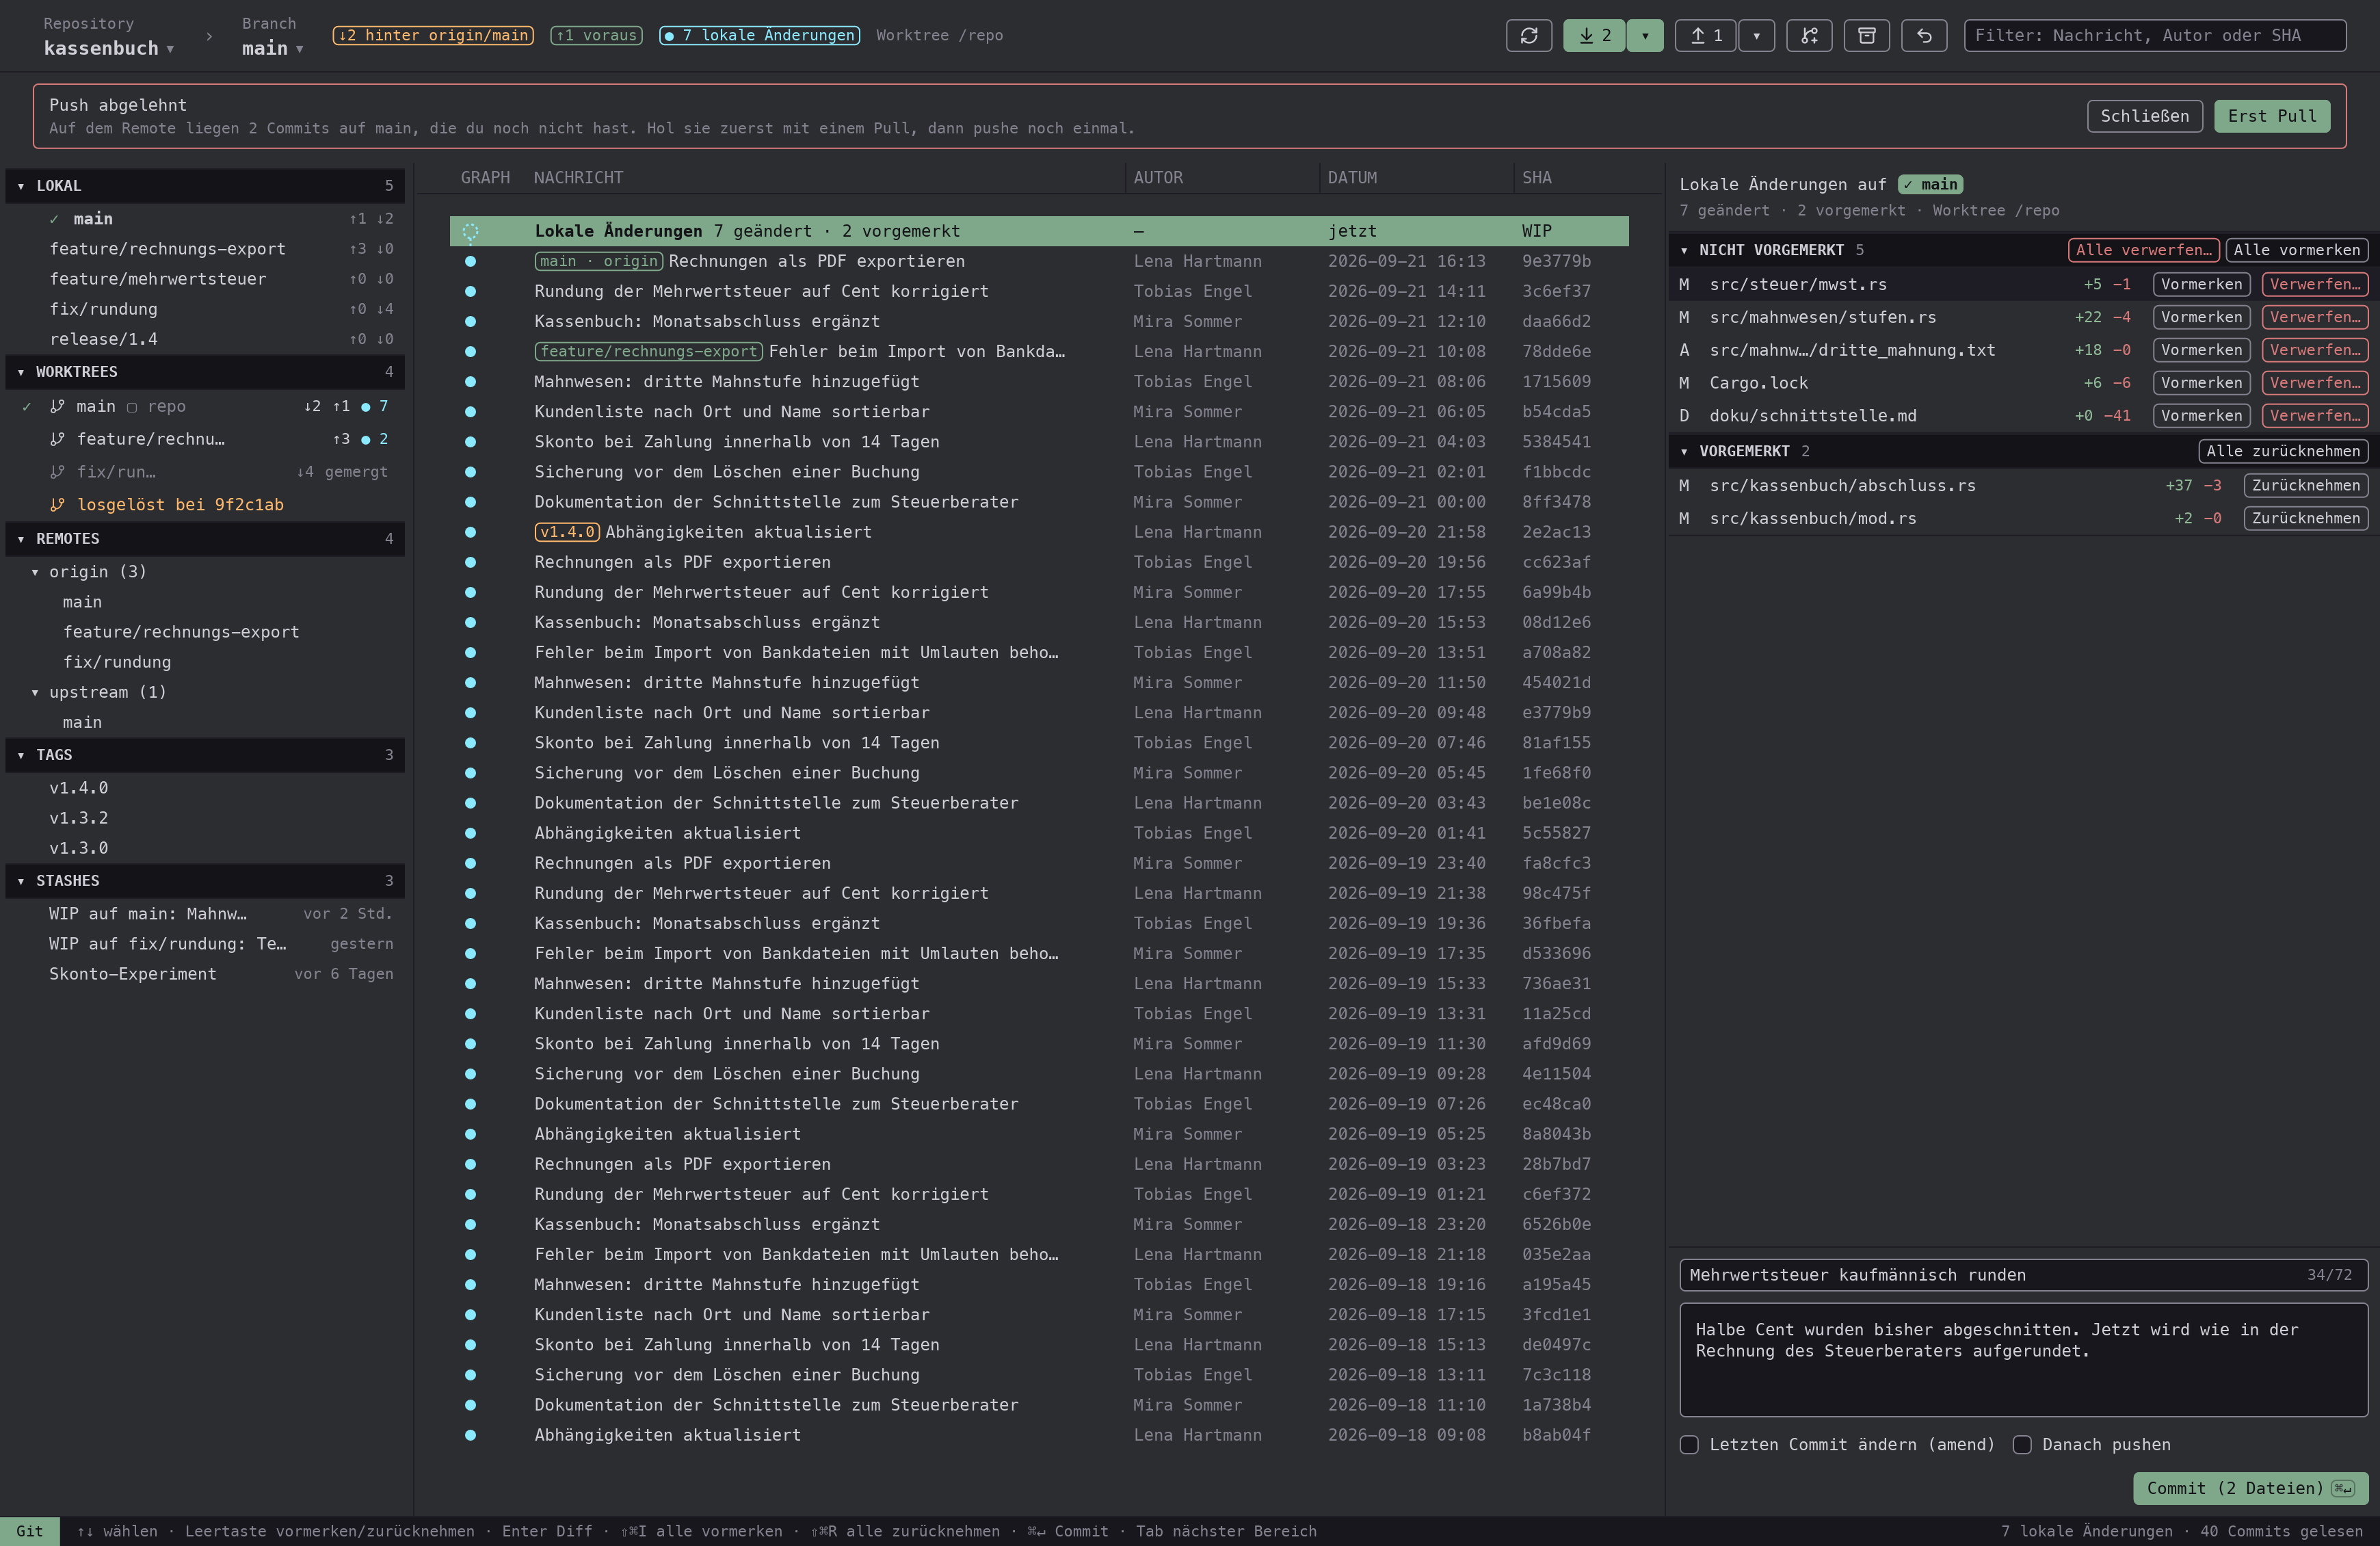 Repository
kassenbuch ▾
›
Branch
main ▾
↓2 hinter origin/main ↑1 voraus ● 7 lokale Änderungen Worktree /repo
2 ▾ 1 ▾ Filter: Nachricht, Autor oder SHA
Push abgelehnt
Auf dem Remote liegen 2 Commits auf main, die du noch nicht hast. Hol sie zuerst mit einem Pull, dann pushe noch einmal.
Schließen Erst Pull
▾ LOKAL 5
✓ main ↑1 ↓2
feature/rechnungs-export ↑3 ↓0
feature/mehrwertsteuer ↑0 ↓0
fix/rundung ↑0 ↓4
release/1.4 ↑0 ↓0
▾ WORKTREES 4
✓ main ▢ repo ↓2 ↑1 ● 7
feature/rechnu… ↑3 ● 2
fix/run… ↓4 gemergt
losgelöst bei 9f2c1ab
▾ REMOTES 4
▾ origin (3)
main
feature/rechnungs-export
fix/rundung
▾ upstream (1)
main
▾ TAGS 3
v1.4.0
v1.3.2
v1.3.0
▾ STASHES 3
WIP auf main: Mahnw… vor 2 Std.
WIP auf fix/rundung: Te… gestern
Skonto-Experiment vor 6 Tagen
GRAPH NACHRICHT AUTOR DATUM SHA
Lokale Änderungen 7 geändert · 2 vorgemerkt — jetzt WIP
main · origin Rechnungen als PDF exportieren Lena Hartmann 2026-09-21 16:13 9e3779b
Rundung der Mehrwertsteuer auf Cent korrigiert Tobias Engel 2026-09-21 14:11 3c6ef37
Kassenbuch: Monatsabschluss ergänzt Mira Sommer 2026-09-21 12:10 daa66d2
feature/rechnungs-export Fehler beim Import von Bankda… Lena Hartmann 2026-09-21 10:08 78dde6e
Mahnwesen: dritte Mahnstufe hinzugefügt Tobias Engel 2026-09-21 08:06 1715609
Kundenliste nach Ort und Name sortierbar Mira Sommer 2026-09-21 06:05 b54cda5
Skonto bei Zahlung innerhalb von 14 Tagen Lena Hartmann 2026-09-21 04:03 5384541
Sicherung vor dem Löschen einer Buchung Tobias Engel 2026-09-21 02:01 f1bbcdc
Dokumentation der Schnittstelle zum Steuerberater Mira Sommer 2026-09-21 00:00 8ff3478
v1.4.0 Abhängigkeiten aktualisiert Lena Hartmann 2026-09-20 21:58 2e2ac13
Rechnungen als PDF exportieren Tobias Engel 2026-09-20 19:56 cc623af
Rundung der Mehrwertsteuer auf Cent korrigiert Mira Sommer 2026-09-20 17:55 6a99b4b
Kassenbuch: Monatsabschluss ergänzt Lena Hartmann 2026-09-20 15:53 08d12e6
Fehler beim Import von Bankdateien mit Umlauten beho… Tobias Engel 2026-09-20 13:51 a708a82
Mahnwesen: dritte Mahnstufe hinzugefügt Mira Sommer 2026-09-20 11:50 454021d
Kundenliste nach Ort und Name sortierbar Lena Hartmann 2026-09-20 09:48 e3779b9
Skonto bei Zahlung innerhalb von 14 Tagen Tobias Engel 2026-09-20 07:46 81af155
Sicherung vor dem Löschen einer Buchung Mira Sommer 2026-09-20 05:45 1fe68f0
Dokumentation der Schnittstelle zum Steuerberater Lena Hartmann 2026-09-20 03:43 be1e08c
Abhängigkeiten aktualisiert Tobias Engel 2026-09-20 01:41 5c55827
Rechnungen als PDF exportieren Mira Sommer 2026-09-19 23:40 fa8cfc3
Rundung der Mehrwertsteuer auf Cent korrigiert Lena Hartmann 2026-09-19 21:38 98c475f
Kassenbuch: Monatsabschluss ergänzt Tobias Engel 2026-09-19 19:36 36fbefa
Fehler beim Import von Bankdateien mit Umlauten beho… Mira Sommer 2026-09-19 17:35 d533696
Mahnwesen: dritte Mahnstufe hinzugefügt Lena Hartmann 2026-09-19 15:33 736ae31
Kundenliste nach Ort und Name sortierbar Tobias Engel 2026-09-19 13:31 11a25cd
Skonto bei Zahlung innerhalb von 14 Tagen Mira Sommer 2026-09-19 11:30 afd9d69
Sicherung vor dem Löschen einer Buchung Lena Hartmann 2026-09-19 09:28 4e11504
Dokumentation der Schnittstelle zum Steuerberater Tobias Engel 2026-09-19 07:26 ec48ca0
Abhängigkeiten aktualisiert Mira Sommer 2026-09-19 05:25 8a8043b
Rechnungen als PDF exportieren Lena Hartmann 2026-09-19 03:23 28b7bd7
Rundung der Mehrwertsteuer auf Cent korrigiert Tobias Engel 2026-09-19 01:21 c6ef372
Kassenbuch: Monatsabschluss ergänzt Mira Sommer 2026-09-18 23:20 6526b0e
Fehler beim Import von Bankdateien mit Umlauten beho… Lena Hartmann 2026-09-18 21:18 035e2aa
Mahnwesen: dritte Mahnstufe hinzugefügt Tobias Engel 2026-09-18 19:16 a195a45
Kundenliste nach Ort und Name sortierbar Mira Sommer 2026-09-18 17:15 3fcd1e1
Skonto bei Zahlung innerhalb von 14 Tagen Lena Hartmann 2026-09-18 15:13 de0497c
Sicherung vor dem Löschen einer Buchung Tobias Engel 2026-09-18 13:11 7c3c118
Dokumentation der Schnittstelle zum Steuerberater Mira Sommer 2026-09-18 11:10 1a738b4
Abhängigkeiten aktualisiert Lena Hartmann 2026-09-18 09:08 b8ab04f
Lokale Änderungen auf ✓ main
7 geändert · 2 vorgemerkt · Worktree /repo
▾ NICHT VORGEMERKT 5 Alle verwerfen… Alle vormerken
M src/steuer/mwst.rs +5 −1 Vormerken Verwerfen…
M src/mahnwesen/stufen.rs +22 −4 Vormerken Verwerfen…
A src/mahnw…/dritte_mahnung.txt +18 −0 Vormerken Verwerfen…
M Cargo.lock +6 −6 Vormerken Verwerfen…
D doku/schnittstelle.md +0 −41 Vormerken Verwerfen…
▾ VORGEMERKT 2 Alle zurücknehmen
M src/kassenbuch/abschluss.rs +37 −3 Zurücknehmen
M src/kassenbuch/mod.rs +2 −0 Zurücknehmen
Mehrwertsteuer kaufmännisch runden 34/72
Halbe Cent wurden bisher abgeschnitten. Jetzt wird wie in der
Rechnung des Steuerberaters aufgerundet.
Letzten Commit ändern (amend) Danach pushen
Commit (2 Dateien) ⌘↵
Git ↑↓ wählen · Leertaste vormerken/zurücknehmen · Enter Diff · ⇧⌘I alle vormerken · ⇧⌘R alle zurücknehmen · ⌘↵ Commit · Tab nächster Bereich
7 lokale Änderungen · 40 Commits gelesen